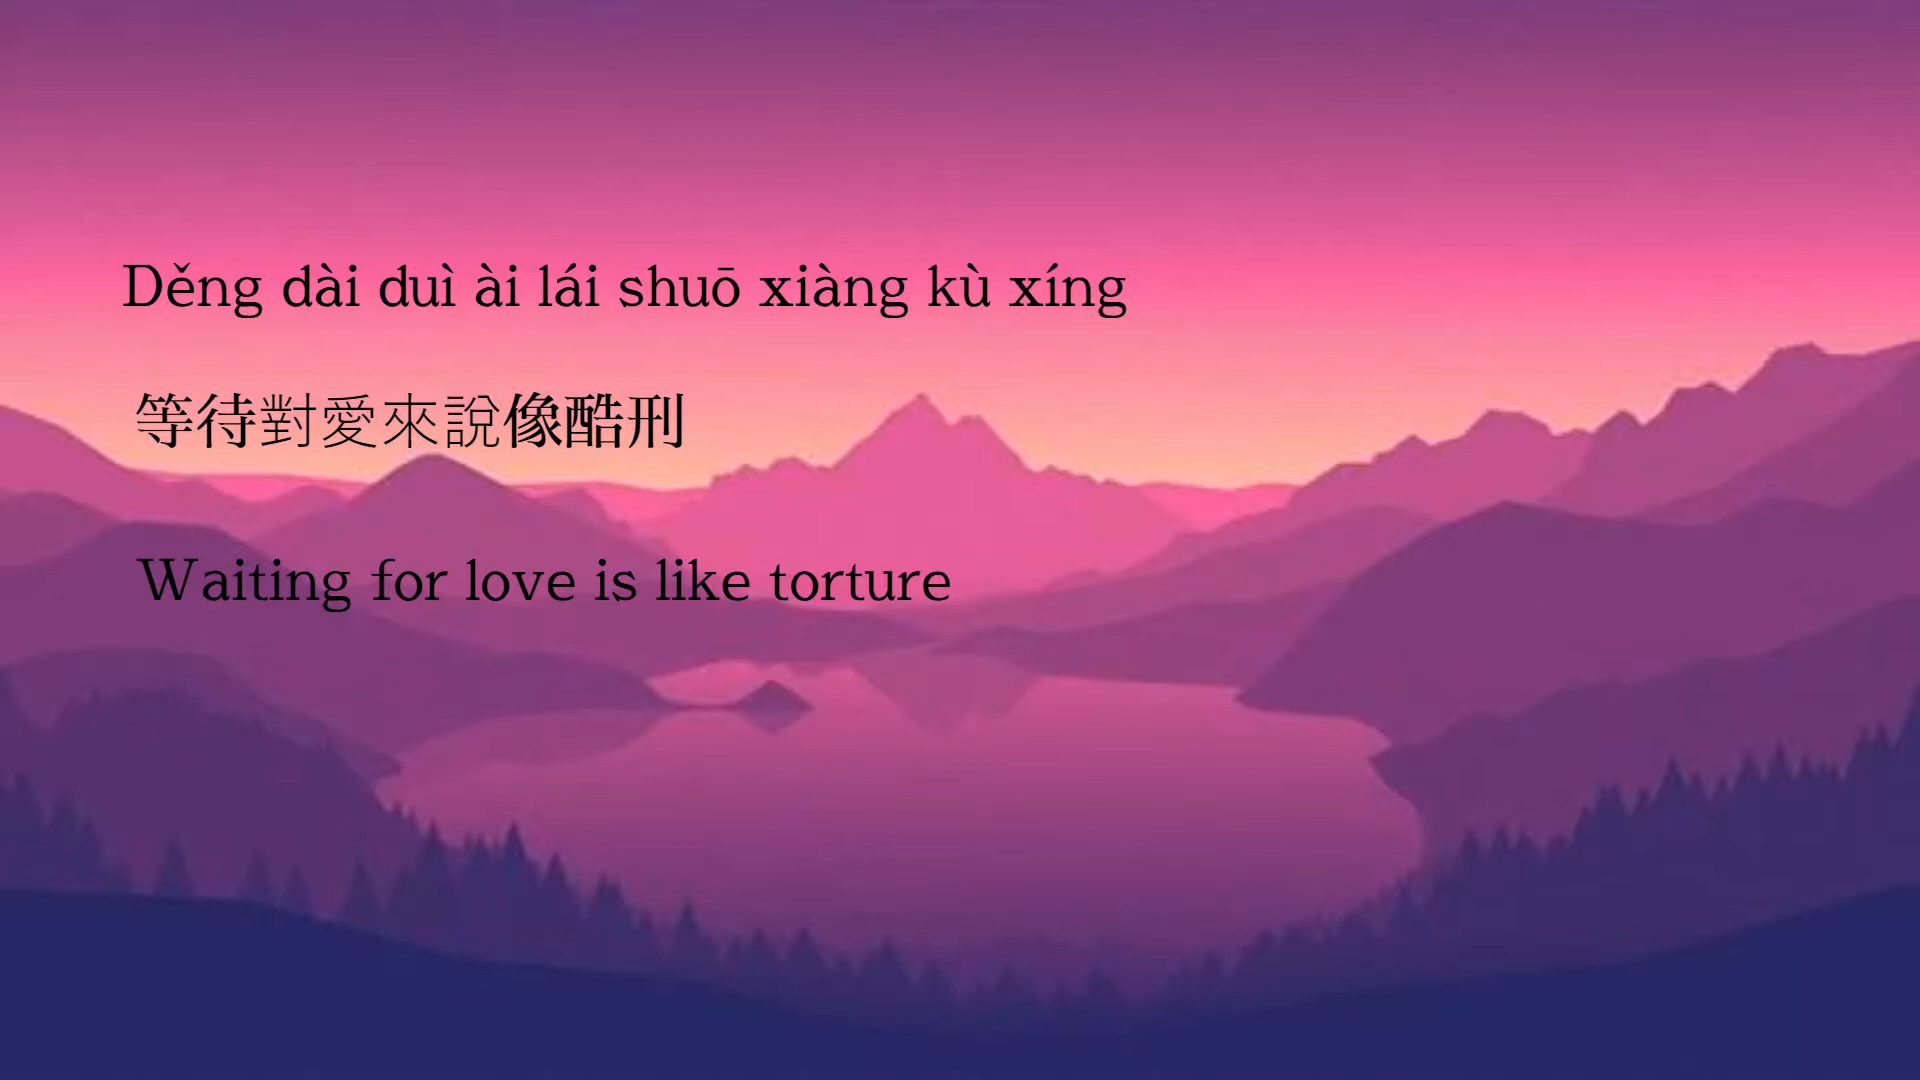 Děng dài duì ài lái shuō xiàng kù xíng
等待對愛來說像酷刑
Waiting for love is like torture